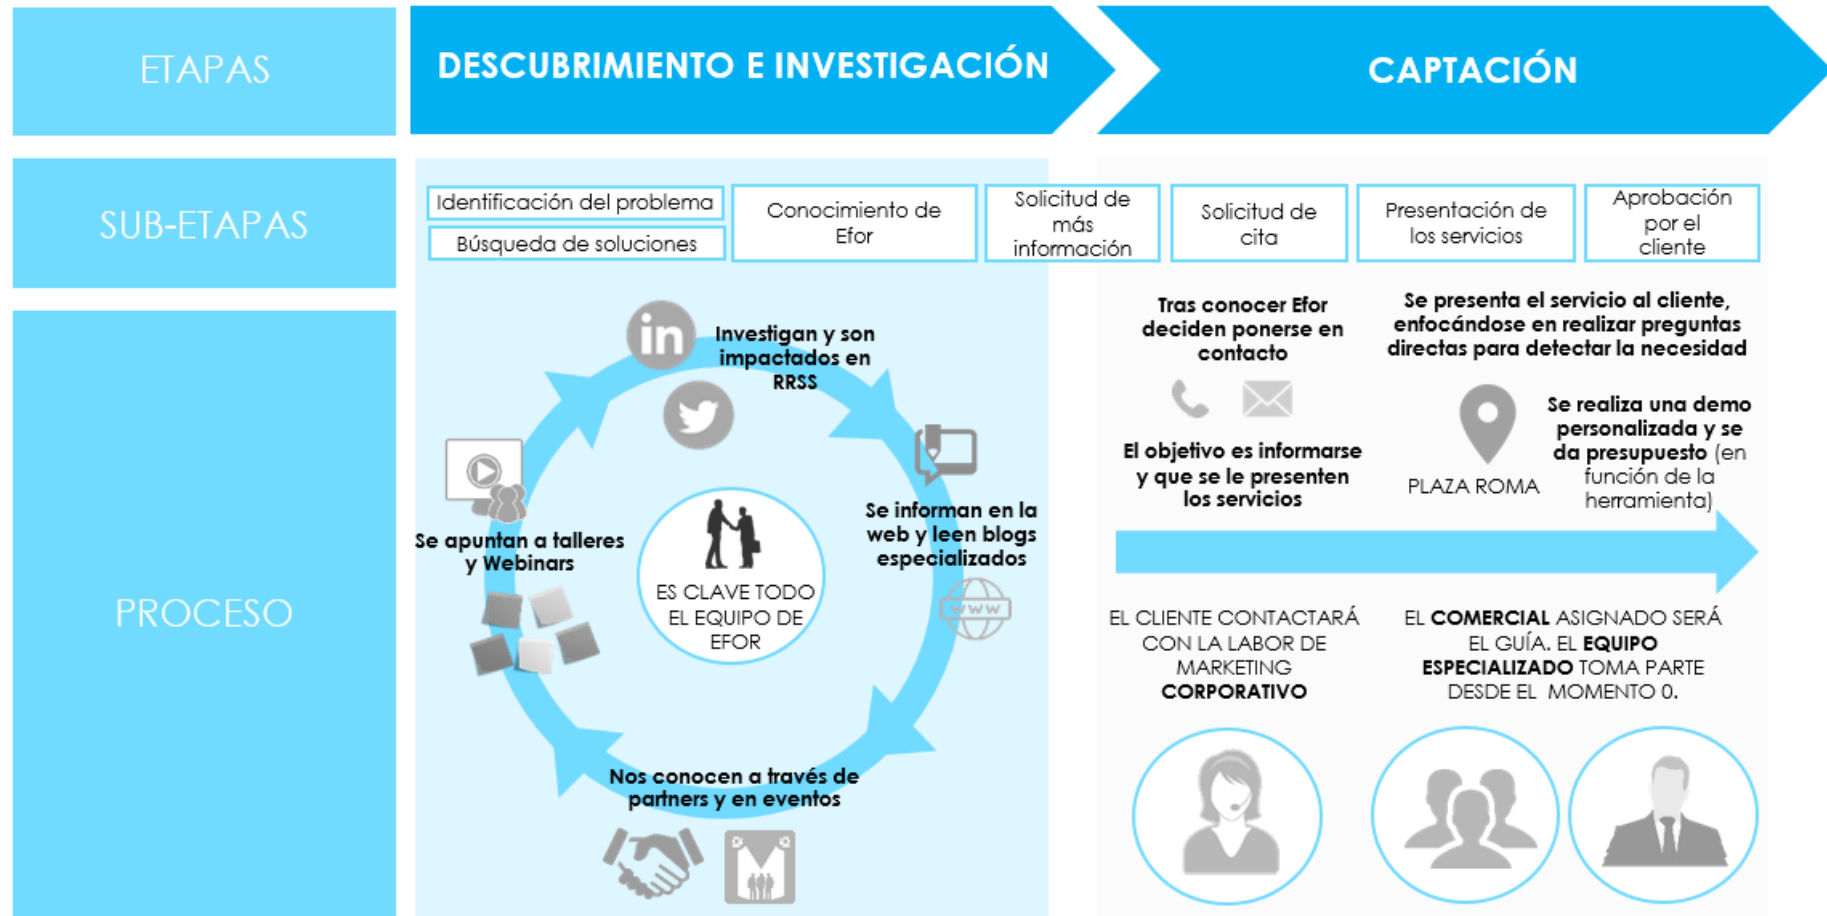 ETAPAS
DESCUBRIMIENTO E INVESTIGACIÓN
CAPTACIÓN
SUB-ETAPAS
Identificación del problema
Búsqueda de soluciones
Conocimiento de
Efor
Solicitud de
más
información
Solicitud de
cita
Presentación de
los servicios
Aprobación
por el
cliente
PROCESO
in
Investigan y son
impactados en
RRSS
Se informan en la
web y leen blogs
especializados
www
Nos conocen a través de
partners y en eventos
Se apuntan a talleres
y Webinars
ES CLAVE TODO
EL EQUIPO DE
EFOR
Tras conocer Efor
deciden ponerse en
contacto
El objetivo es informarse
y que se le presenten
los servicios
Se presenta el servicio al cliente,
enfocándose en realizar preguntas
directas para detectar la necesidad
PLAZA ROMA
Se realiza una demo
personalizada y se
da presupuesto (en
función de la
herramienta)
EL CLIENTE CONTACTARÁ
CON LA LABOR DE
MARKETING
CORPORATIVO
EL COMERCIAL ASIGNADO SERÁ
EL GUÍA. EL EQUIPO
ESPECIALIZADO TOMA PARTE
DESDE EL MOMENTO 0.